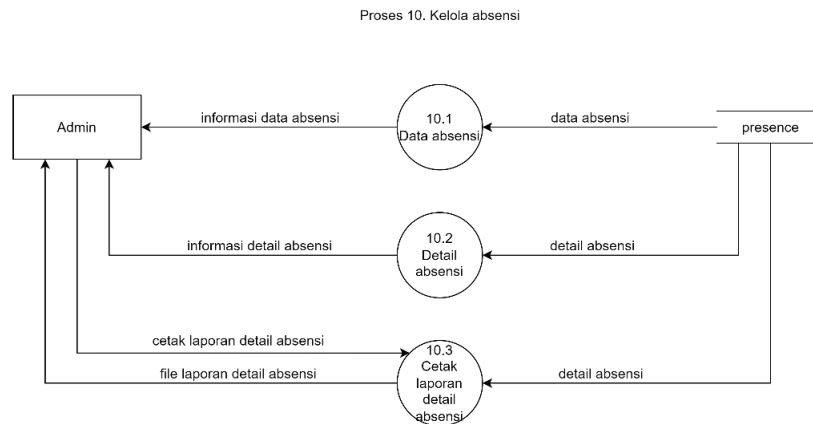 Proses 10. Kelola absensi
Admin
informasi data absensi
10.1
Data absensi
data absensi
presence
informasi detail absensi
10.2
Detail
absensi
detail absensi
cetak laporan detail absensi
file laporan detail absensi
10.3
Cetak
laporan
detail
absensi
detail absensi